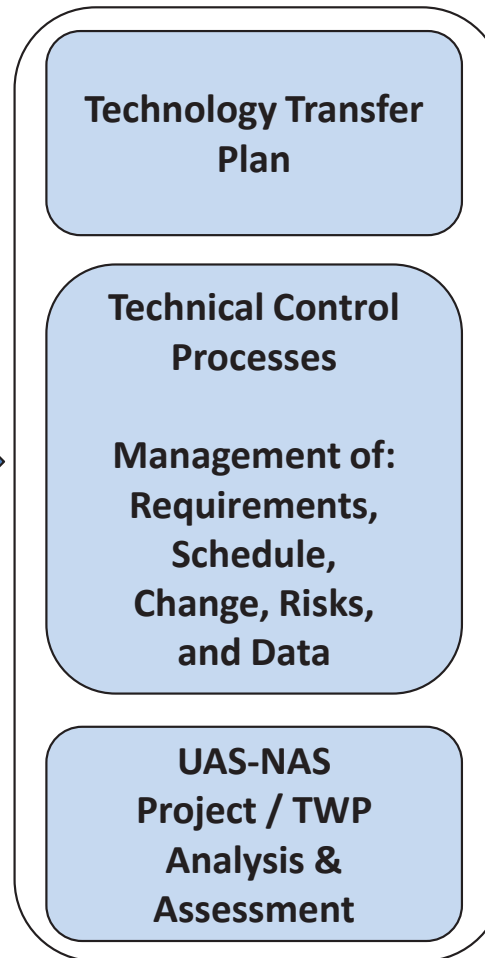 Technology Transfer
Plan
Technical Control
Processes
Management of:
Requirements,
Schedule,
Change, Risks,
and Data
UAS-NAS
Project / TWP
Analysis &
Assessment